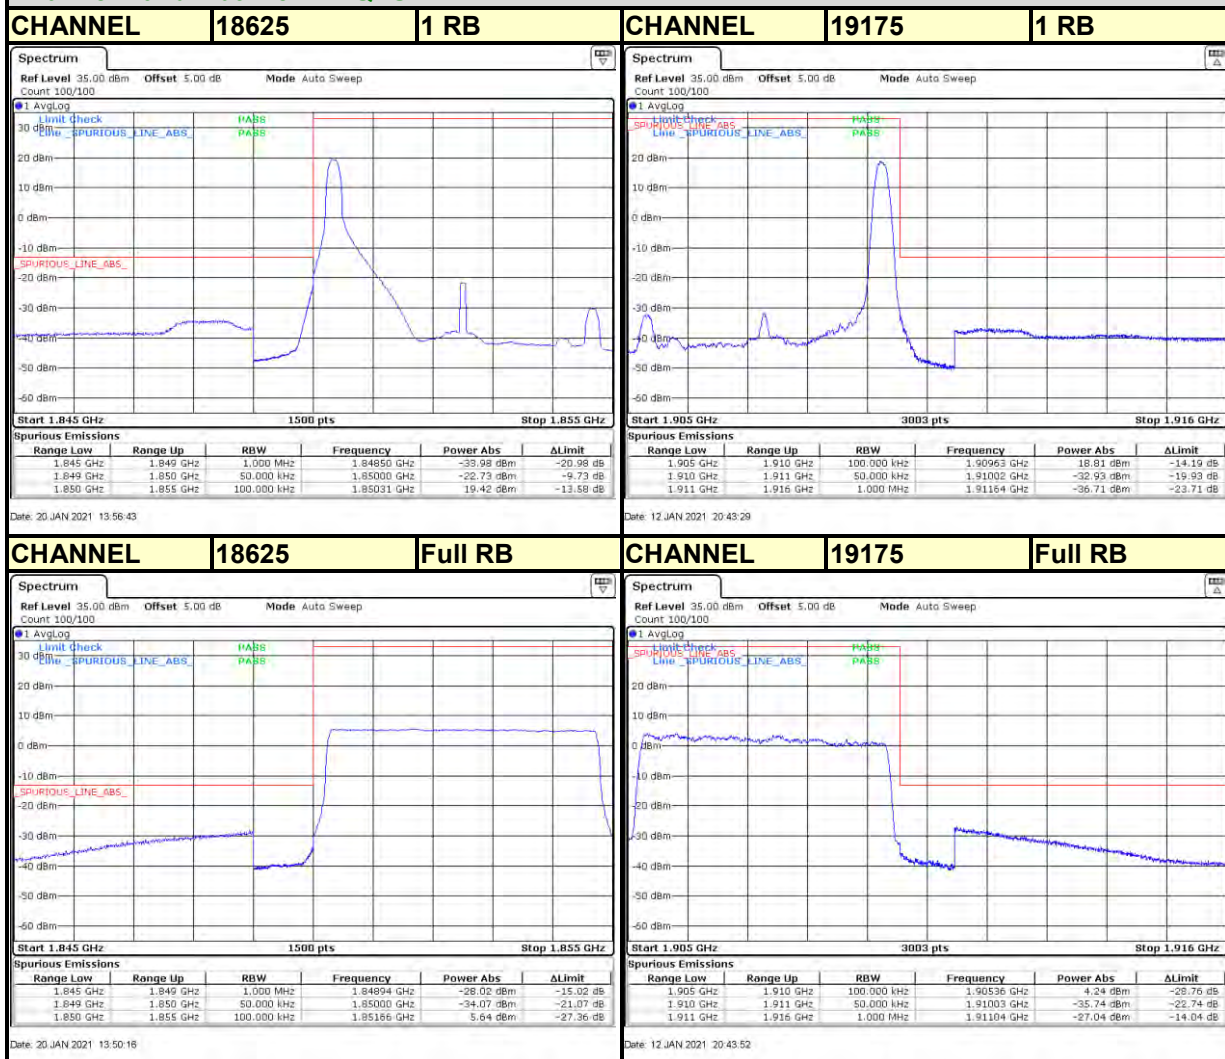 CHANNEL 18625 1 RB
Spectrum
Ref Level 35.00 dBm Offset 5.00 dB Mode Auto Sweep
Count 100/100
1 AvgLog
Limit Check PASS
30 dBm
Line _SPURIOUS_LINE_ABS_ PASS
20 dBm
10 dBm
0 dBm
-10 dBm
_SPURIOUS_LINE_ABS_
-20 dBm
-30 dBm
-40 dBm
-50 dBm
-60 dBm
Start 1.845 GHz 1500 pts Stop 1.855 GHz
Spurious Emissions
Range Low Range Up RBW Frequency Power Abs ΔLimit
1.845 GHz 1.849 GHz 1.000 MHz 1.84850 GHz -33.98 dBm -20.98 dB
1.849 GHz 1.850 GHz 50.000 kHz 1.85000 GHz -22.73 dBm -9.73 dB
1.850 GHz 1.855 GHz 100.000 kHz 1.85031 GHz 19.42 dBm -13.58 dB
Date: 20 JAN 2021 13:56:43
CHANNEL 19175 1 RB
Spectrum
Ref Level 35.00 dBm Offset 5.00 dB Mode Auto Sweep
Count 100/100
1 AvgLog
Limit Check PASS
_SPURIOUS_LINE_ABS_
Line _SPURIOUS_LINE_ABS_ PASS
20 dBm
10 dBm
0 dBm
-10 dBm
-20 dBm
-30 dBm
-40 dBm
-50 dBm
-60 dBm
Start 1.905 GHz 3003 pts Stop 1.916 GHz
Spurious Emissions
Range Low Range Up RBW Frequency Power Abs ΔLimit
1.905 GHz 1.910 GHz 100.000 kHz 1.90963 GHz 18.81 dBm -14.19 dB
1.910 GHz 1.911 GHz 50.000 kHz 1.91002 GHz -32.93 dBm -19.93 dB
1.911 GHz 1.916 GHz 1.000 MHz 1.91164 GHz -36.71 dBm -23.71 dB
Date: 12 JAN 2021 20:43:29
CHANNEL 18625 Full RB
Spectrum
Ref Level 35.00 dBm Offset 5.00 dB Mode Auto Sweep
Count 100/100
1 AvgLog
Limit Check PASS
30 dBm
Line _SPURIOUS_LINE_ABS_ PASS
20 dBm
10 dBm
0 dBm
-10 dBm
_SPURIOUS_LINE_ABS_
-20 dBm
-30 dBm
-40 dBm
-50 dBm
-60 dBm
Start 1.845 GHz 1500 pts Stop 1.855 GHz
Spurious Emissions
Range Low Range Up RBW Frequency Power Abs ΔLimit
1.845 GHz 1.849 GHz 1.000 MHz 1.84894 GHz -28.02 dBm -15.02 dB
1.849 GHz 1.850 GHz 50.000 kHz 1.85000 GHz -34.07 dBm -21.07 dB
1.850 GHz 1.855 GHz 100.000 kHz 1.85166 GHz 5.64 dBm -27.36 dB
Date: 20 JAN 2021 13:50:16
CHANNEL 19175 Full RB
Spectrum
Ref Level 35.00 dBm Offset 5.00 dB Mode Auto Sweep
Count 100/100
1 AvgLog
Limit Check PASS
_SPURIOUS_LINE_ABS_
Line _SPURIOUS_LINE_ABS_ PASS
20 dBm
10 dBm
0 dBm
-10 dBm
-20 dBm
-30 dBm
-40 dBm
-50 dBm
-60 dBm
Start 1.905 GHz 3003 pts Stop 1.916 GHz
Spurious Emissions
Range Low Range Up RBW Frequency Power Abs ΔLimit
1.905 GHz 1.910 GHz 100.000 kHz 1.90536 GHz 4.24 dBm -28.76 dB
1.910 GHz 1.911 GHz 50.000 kHz 1.91003 GHz -35.74 dBm -22.74 dB
1.911 GHz 1.916 GHz 1.000 MHz 1.91104 GHz -27.04 dBm -14.04 dB
Date: 12 JAN 2021 20:43:52